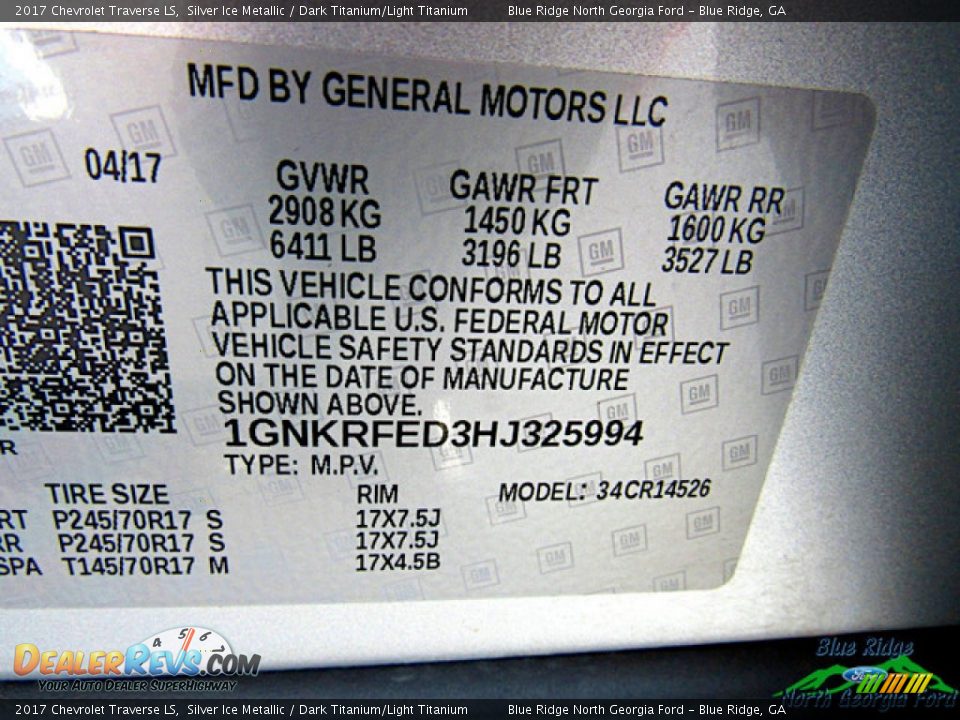 2017 Chevrolet Traverse LS,  Silver Ice Metallic / Dark Titanium/Light Titanium    Blue Ridge North Georgia Ford - Blue Ridge, GA
MFD BY GENERAL MOTORS LLC
04/17
GVWR GAWR FRT GAWR RR
2908 KG 1450 KG 1600 KG
6411 LB 3196 LB 3527 LB
THIS VEHICLE CONFORMS TO ALL
APPLICABLE U.S. FEDERAL MOTOR
VEHICLE SAFETY STANDARDS IN EFFECT
ON THE DATE OF MANUFACTURE
SHOWN ABOVE.
1GNKRFED3HJ325994
R
TYPE: M.P.V.
TIRE SIZE RIM MODEL: 34CR14526
RT P245/70R17 S 17X7.5J
RR P245/70R17 S 17X7.5J
SPA T145/70R17 M 17X4.5B
4 5 6
DEALERREVS.COM
YOUR AUTO DEALER SUPERHIGHWAY
Blue Ridge
Ford
North Georgia Ford
2017 Chevrolet Traverse LS,  Silver Ice Metallic / Dark Titanium/Light Titanium    Blue Ridge North Georgia Ford - Blue Ridge, GA